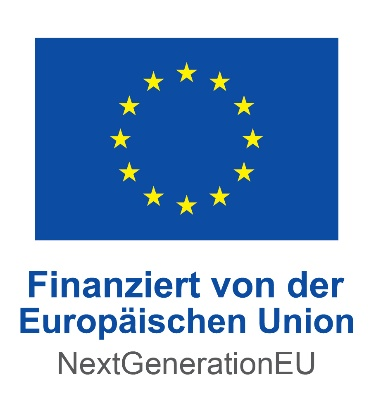 Finanziert von der
Europäischen Union
NextGenerationEU